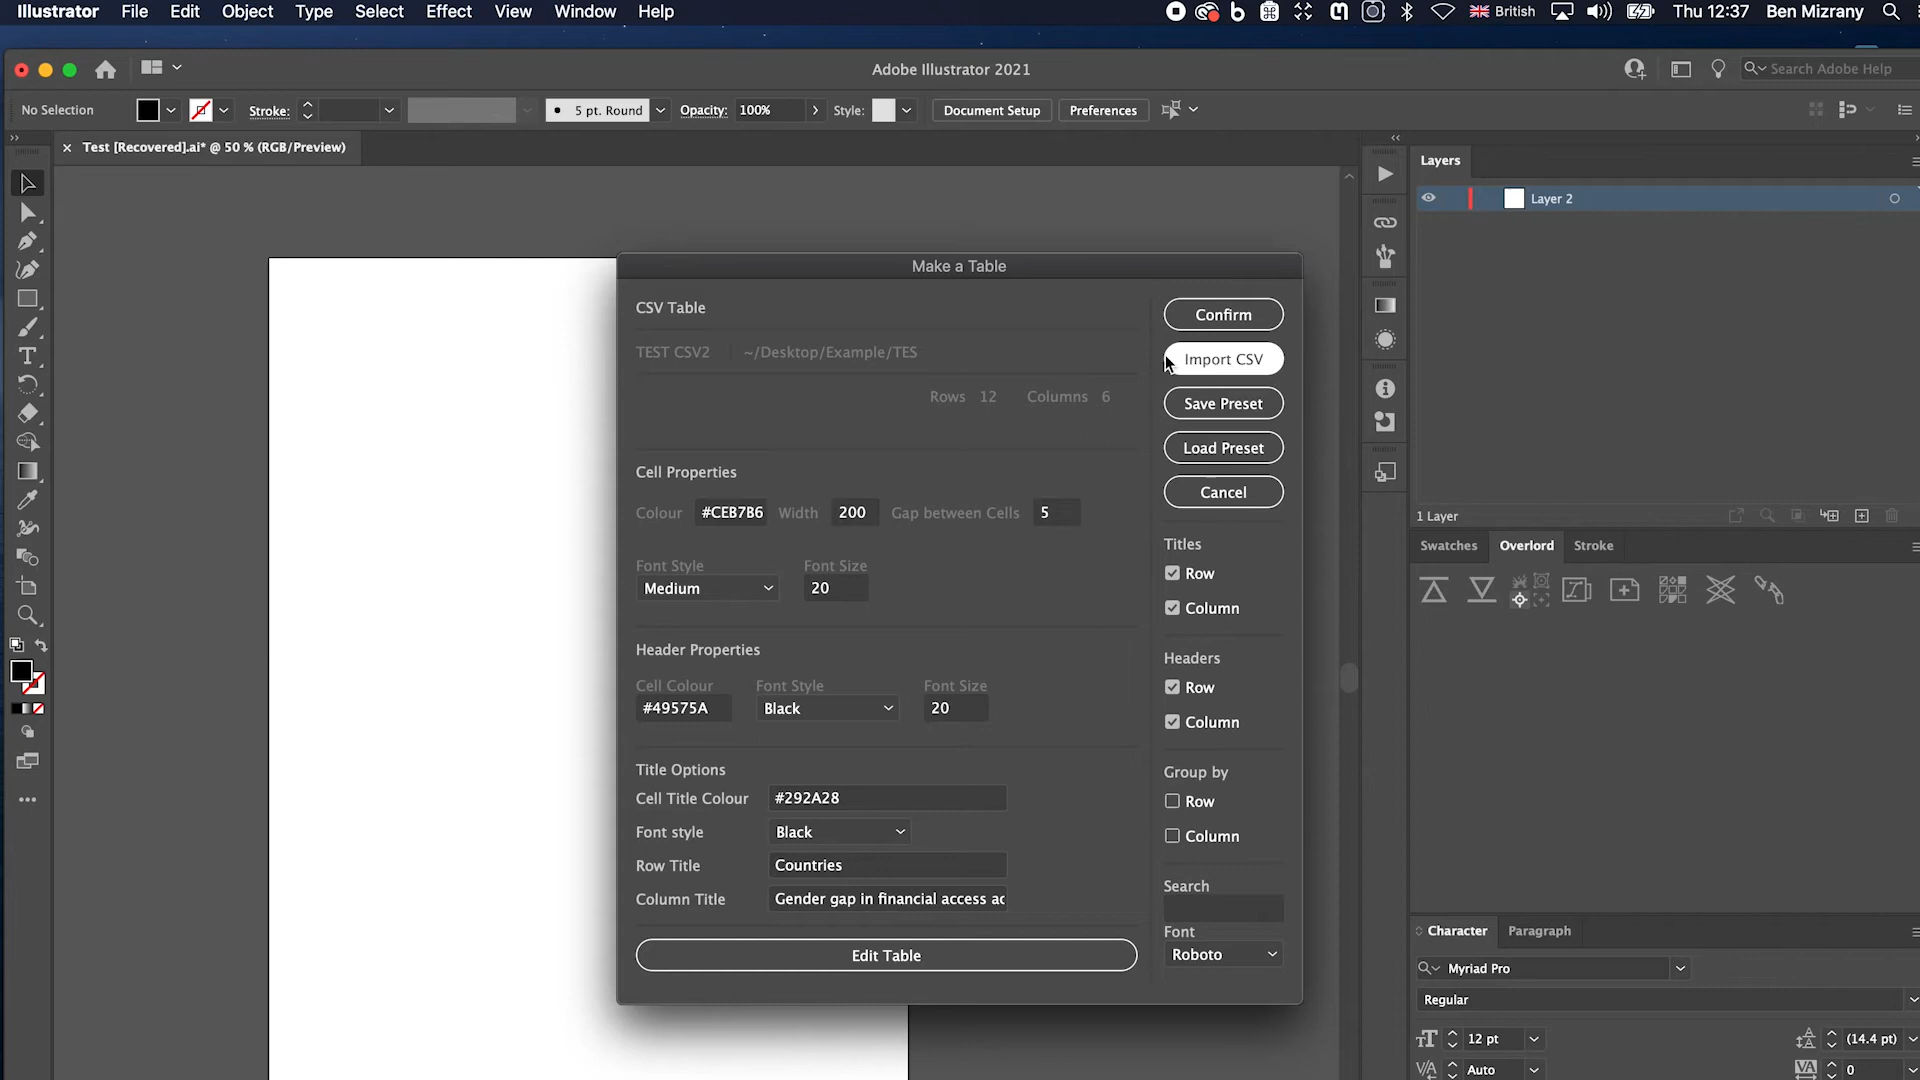 Illustrator File Edit Object Type Select Effect View Window Help British Thu 12:37 Ben Mizrany
Adobe Illustrator 2021 Search Adobe Help
No Selection Stroke: 5 pt. Round Opacity: 100% Style: Document Setup Preferences
× Test [Recovered].ai* @ 50 % (RGB/Preview)
Layers
Layer 2
Make a Table
CSV Table
Confirm
TEST CSV2 ~/Desktop/Example/TES
Import CSV
Rows 12 Columns 6
Save Preset
Load Preset
Cell Properties
Cancel
Colour #CEB7B6 Width 200 Gap between Cells 5
1 Layer
Titles
Swatches Overlord Stroke
Font Style Font Size
Row
Medium 20
Column
Header Properties
Headers
Cell Colour Font Style Font Size
Row
#49575A Black 20
Column
Title Options
Group by
Cell Title Colour #292A28
Row
Font style Black
Column
Row Title Countries
Search
Column Title Gender gap in financial access ac
Font
Edit Table
Roboto
Character Paragraph
Myriad Pro
Regular
12 pt (14.4 pt)
Auto 0